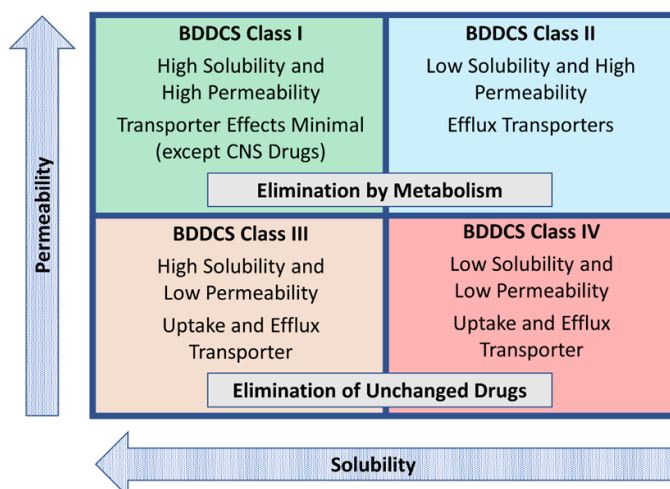 BDDCS Class I
High Solubility and
High Permeability
Transporter Effects Minimal
(except CNS Drugs)
BDDCS Class II
Low Solubility and High
Permeability
Efflux Transporters
Elimination by Metabolism
BDDCS Class III
High Solubility and
Low Permeability
Uptake and Efflux
Transporter
BDDCS Class IV
Low Solubility and
Low Permeability
Uptake and Efflux
Transporter
Elimination of Unchanged Drugs
Permeability
Solubility